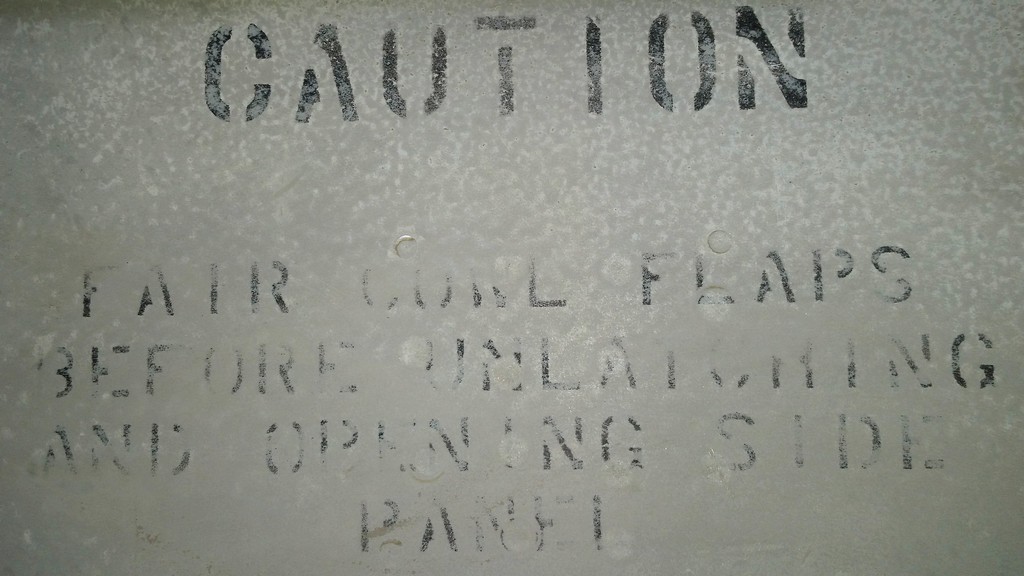 CAUTION
FAIR COWL FLAPS
BEFORE UNLATCHING
AND OPENING SIDE
PANEL